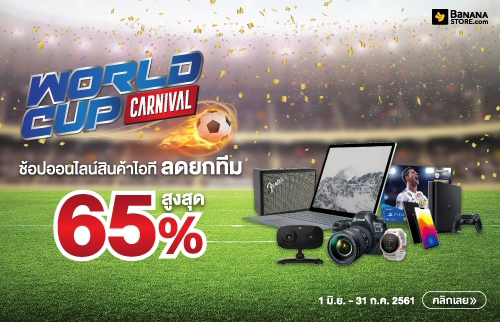 BANANA
STORE.com
WORLD
CUP CARNIVAL
ช้อปออนไลน์สินค้าไอที ลดยกทีม
สูงสุด
65%
Fender
PS4
1 มิ.ย. - 31 ก.ค. 2561
คลิกเลย »